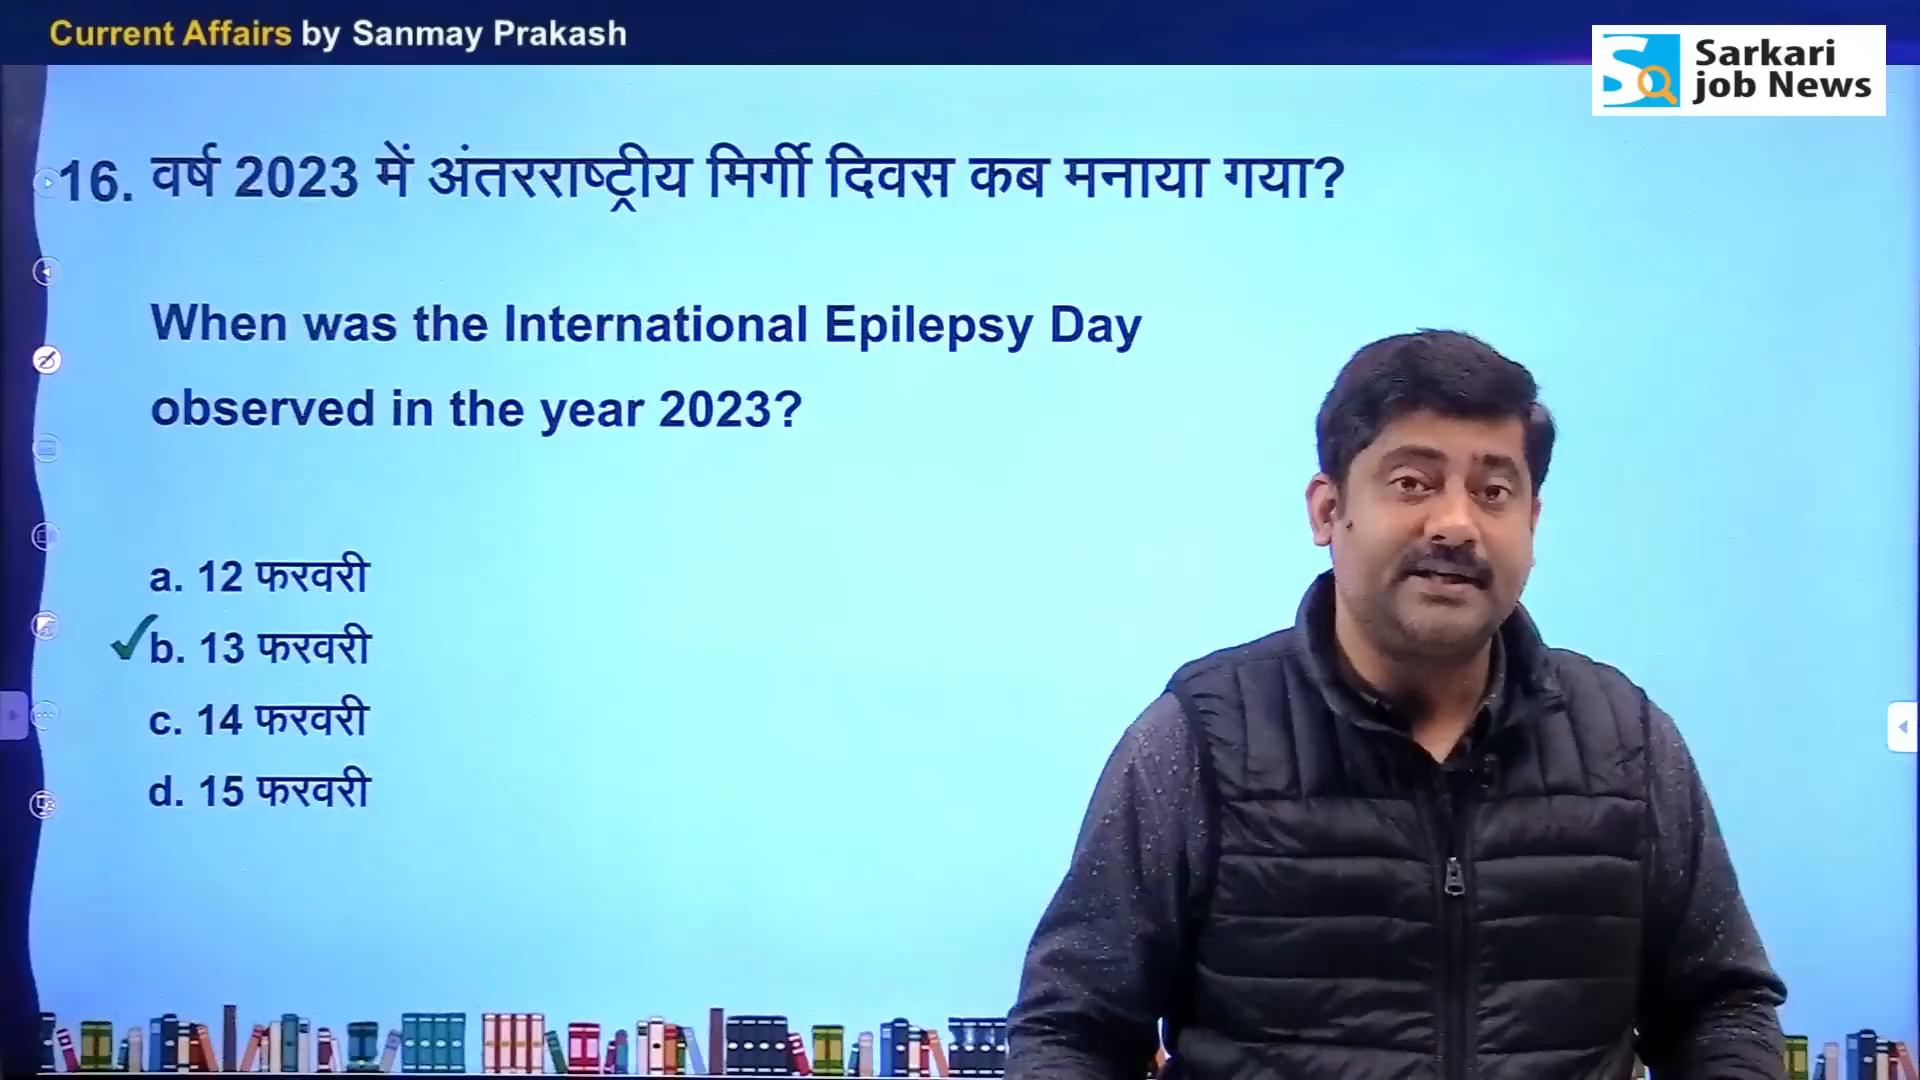 Current Affairs by Sanmay Prakash
Sarkari
job News
16. वर्ष 2023 में अंतरराष्ट्रीय मिर्गी दिवस कब मनाया गया?
When was the International Epilepsy Day
observed in the year 2023?
a. 12 फरवरी
b. 13 फरवरी
c. 14 फरवरी
d. 15 फरवरी